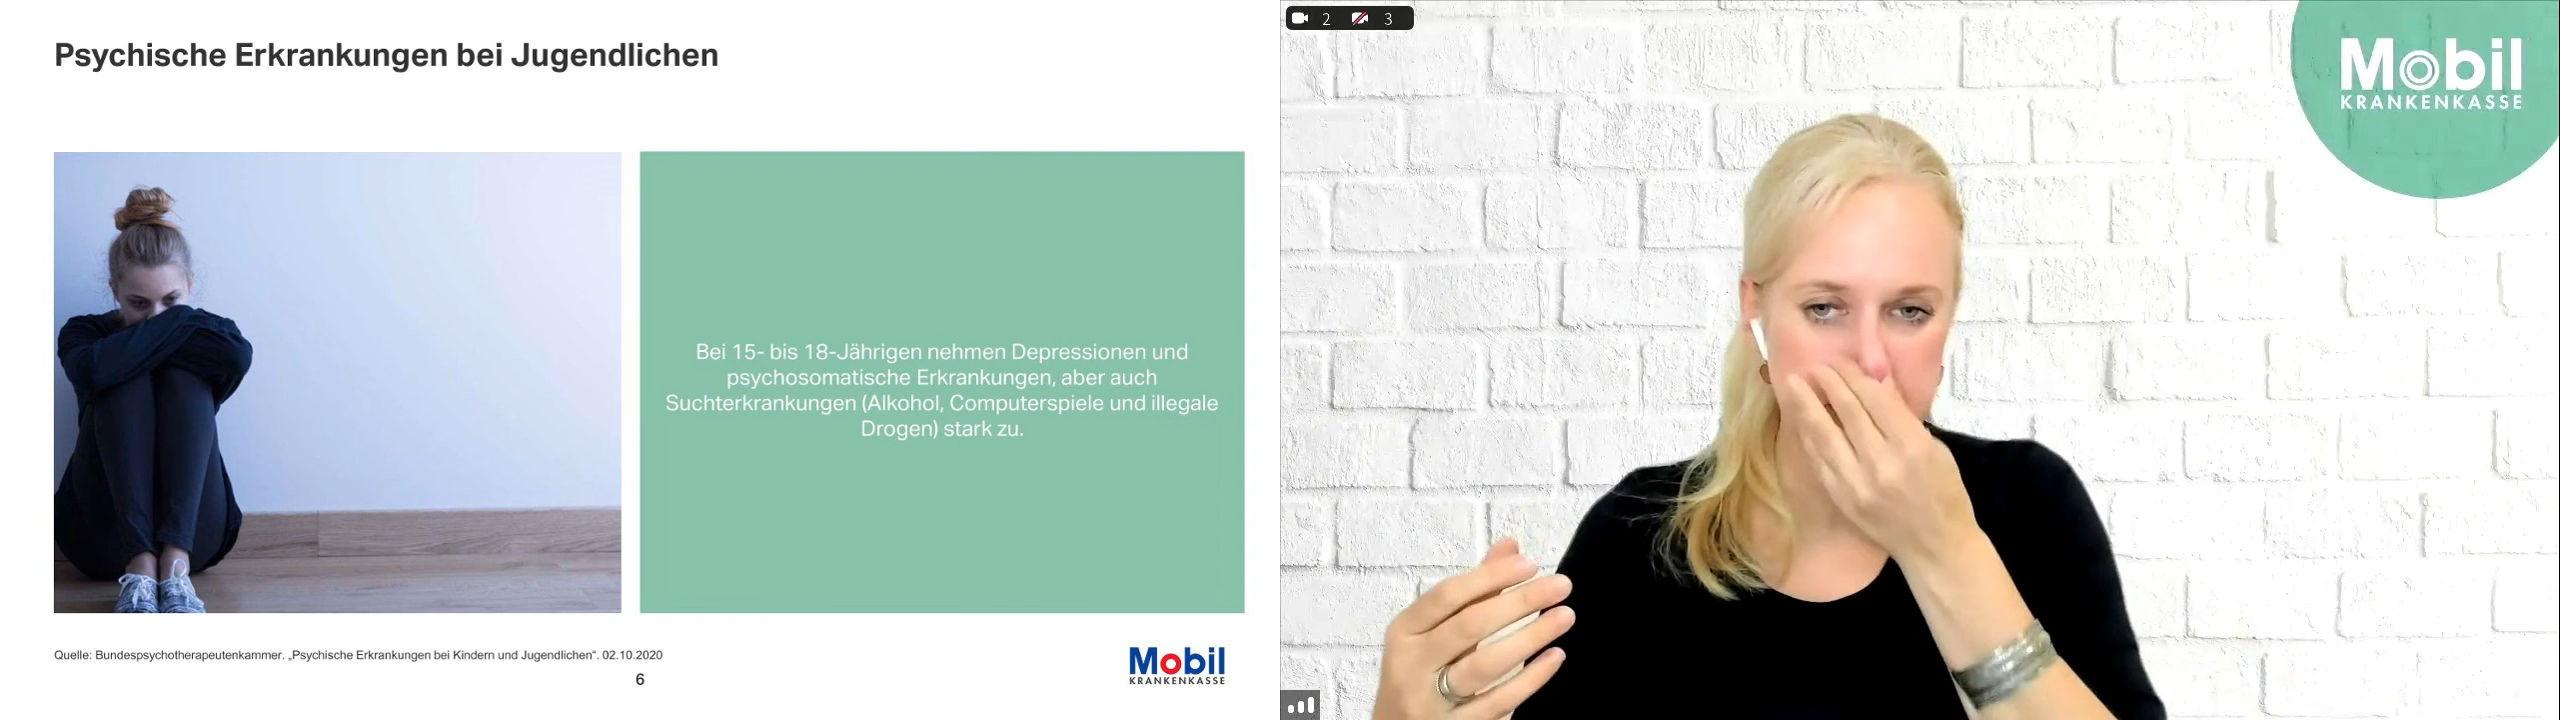 Psychische Erkrankungen bei Jugendlichen
Bei 15- bis 18-Jährigen nehmen Depressionen und
psychosomatische Erkrankungen, aber auch
Suchterkrankungen (Alkohol, Computerspiele und illegale
Drogen) stark zu.
Quelle: Bundespsychotherapeutenkammer. „Psychische Erkrankungen bei Kindern und Jugendlichen“. 02.10.2020
6
Mobil
KRANKENKASSE
2 3
Mobil
KRANKENKASSE